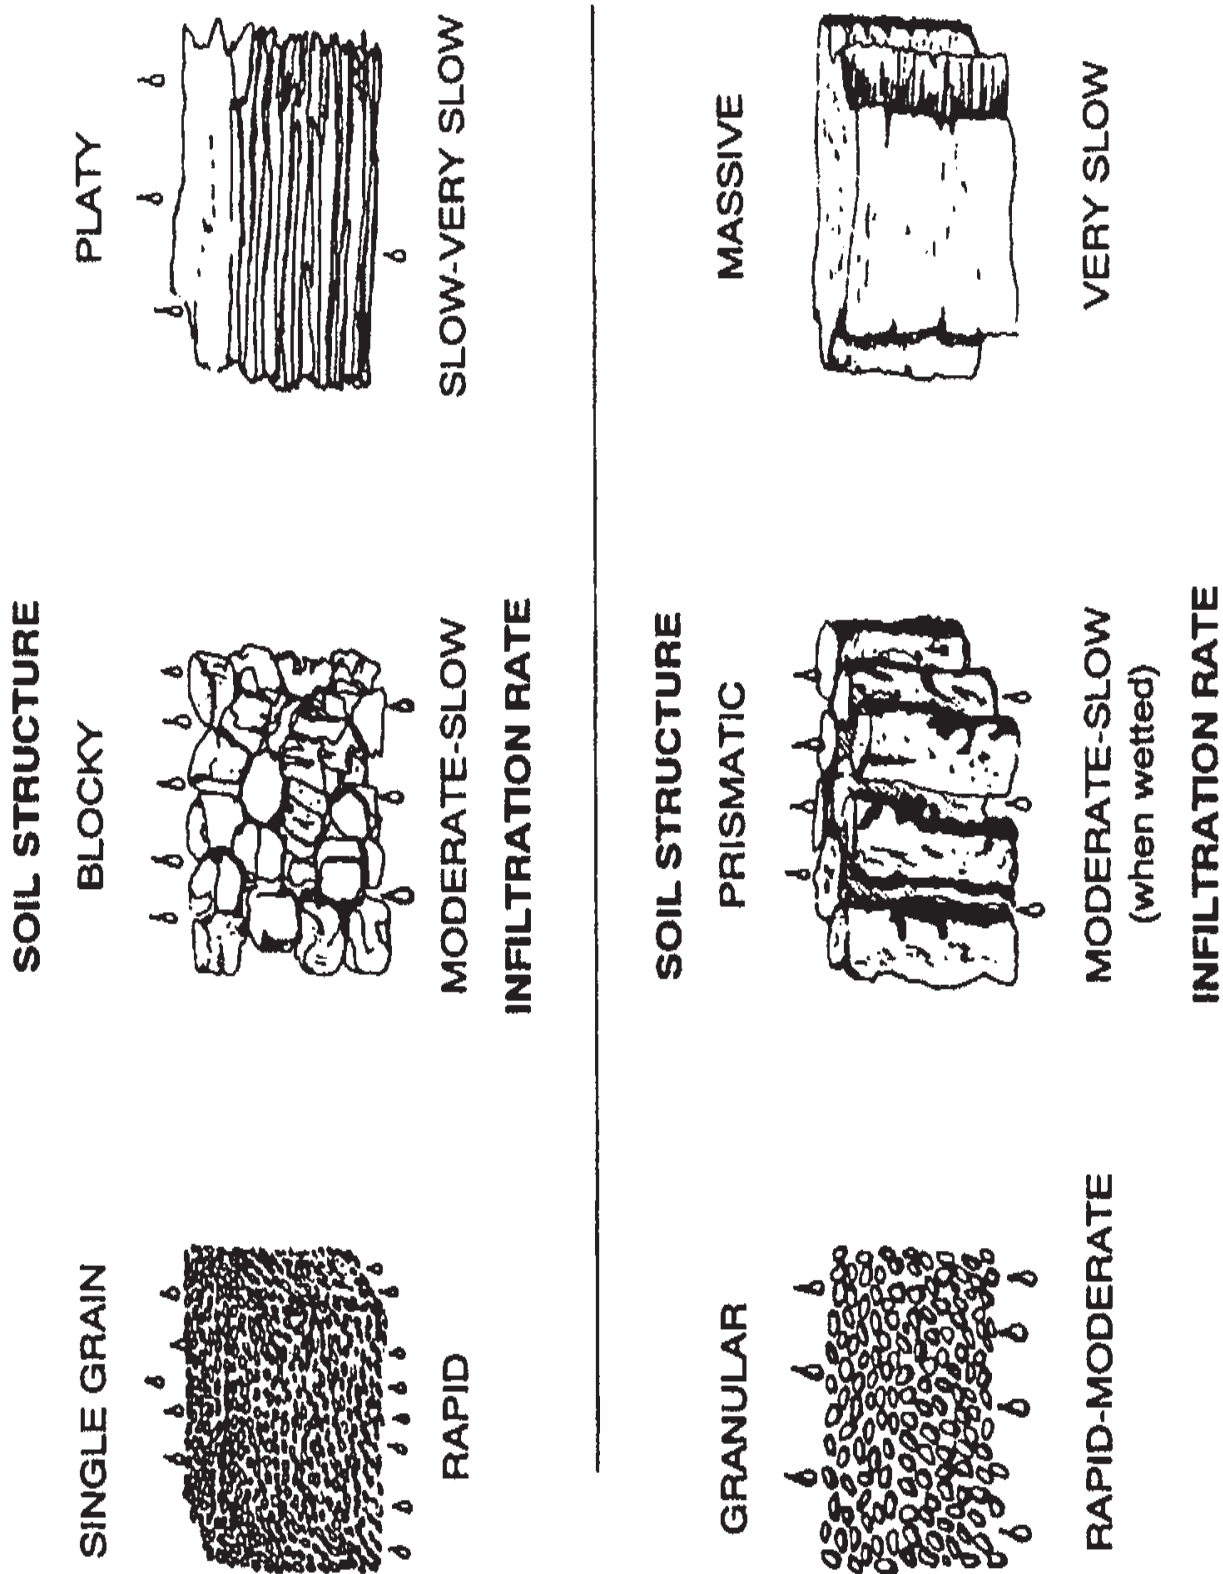 SOIL STRUCTURE
SINGLE GRAIN
BLOCKY
PLATY
RAPID
MODERATE-SLOW
SLOW-VERY SLOW
INFILTRATION RATE
SOIL STRUCTURE
GRANULAR
PRISMATIC
MASSIVE
RAPID-MODERATE
MODERATE-SLOW
(when wetted)
VERY SLOW
INFILTRATION RATE